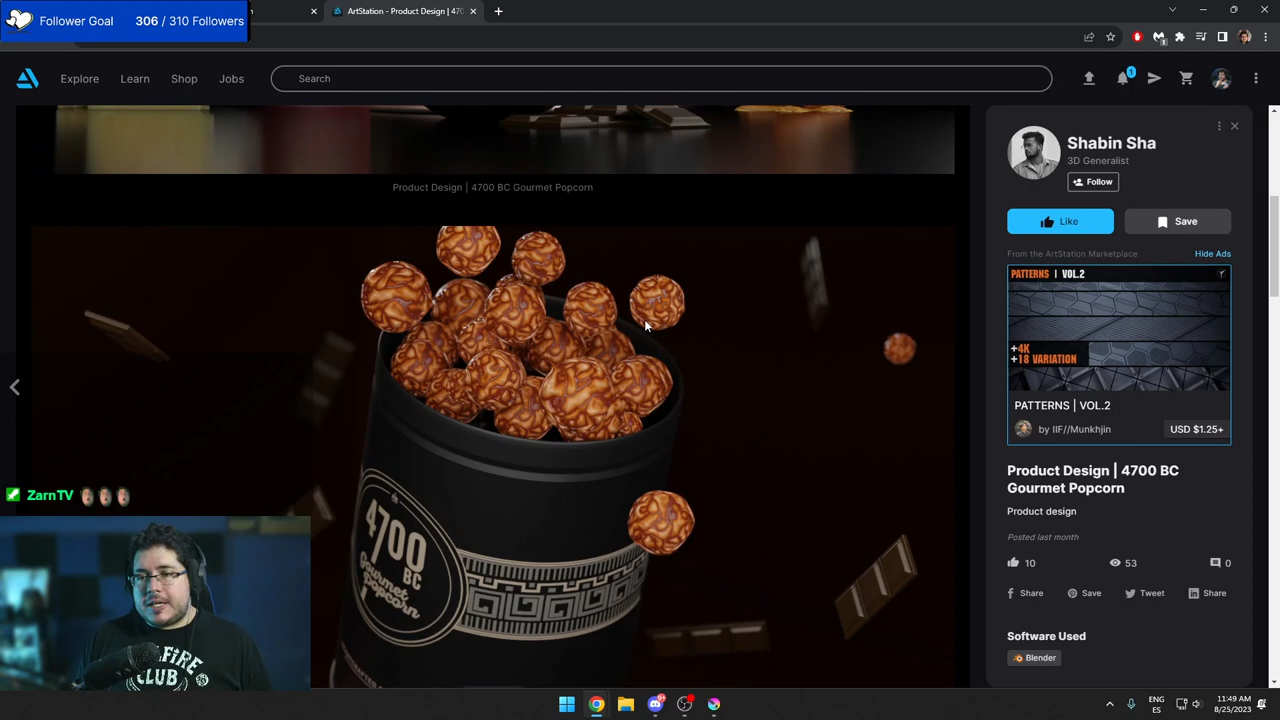 Follower Goal 306 / 310 Followers
ArtStation - Product Design | 470
Explore Learn Shop Jobs Search
1
Product Design | 4700 BC Gourmet Popcorn
Shabin Sha
3D Generalist
Follow
Like Save
From the ArtStation Marketplace Hide Ads
PATTERNS | VOL.2
+4K
+18 VARIATION
PATTERNS | VOL.2
by IIF//Munkhjin USD $1.25+
Product Design | 4700 BC
Gourmet Popcorn
Product design
Posted last month
10 53 0
Share Save Tweet Share
Software Used
Blender
4700
BC
Gourmet
Popcorn
ZarnTV
CLUB
ENG
ES
11:49 AM
8/25/2023